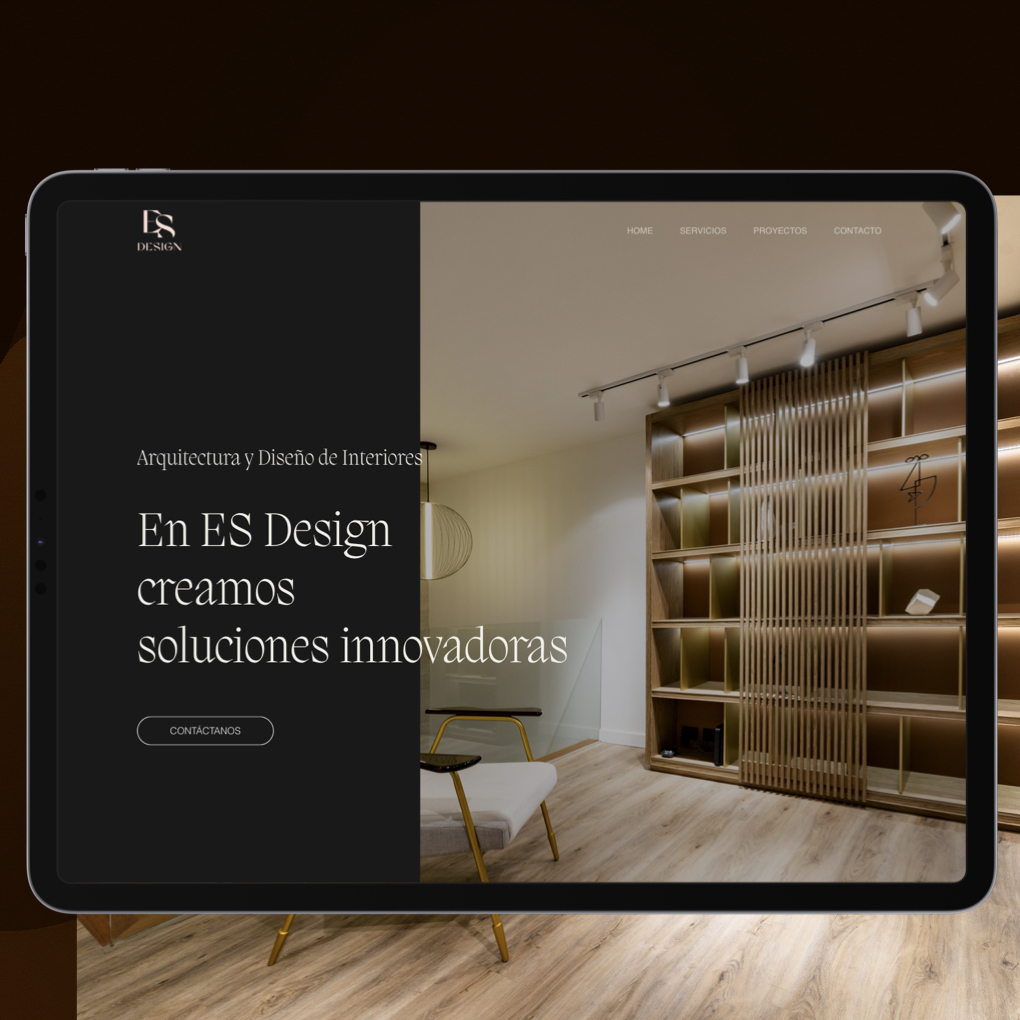 ES
DESIGN
HOME SERVICIOS PROYECTOS CONTACTO
Arquitectura y Diseño de Interiores
En ES Design
creamos
soluciones innovadoras
CONTÁCTANOS